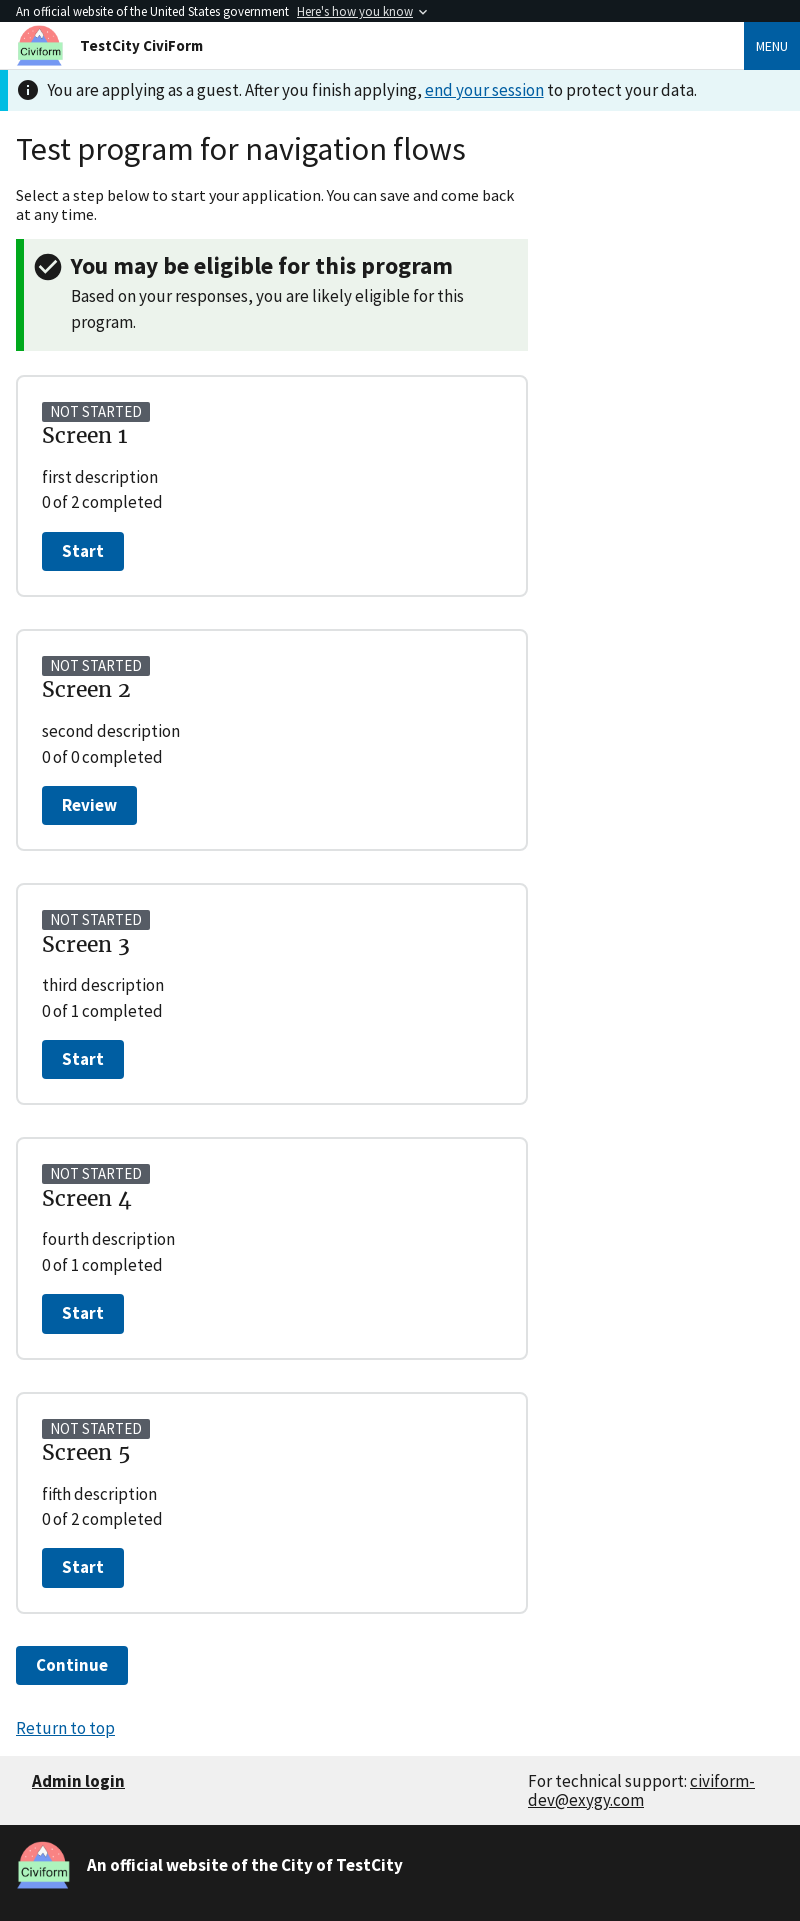 An official website of the United States government Here's how you know
Civiform
TestCity CiviForm
MENU
You are applying as a guest. After you finish applying, end your session to protect your data.
Test program for navigation flows
Select a step below to start your application. You can save and come back
at any time.
You may be eligible for this program
Based on your responses, you are likely eligible for this
program.
NOT STARTED
Screen 1
first description
0 of 2 completed
Start
NOT STARTED
Screen 2
second description
0 of 0 completed
Review
NOT STARTED
Screen 3
third description
0 of 1 completed
Start
NOT STARTED
Screen 4
fourth description
0 of 1 completed
Start
NOT STARTED
Screen 5
fifth description
0 of 2 completed
Start
Continue
Return to top
Admin login
For technical support: civiform-
dev@exygy.com
Civiform
An official website of the City of TestCity